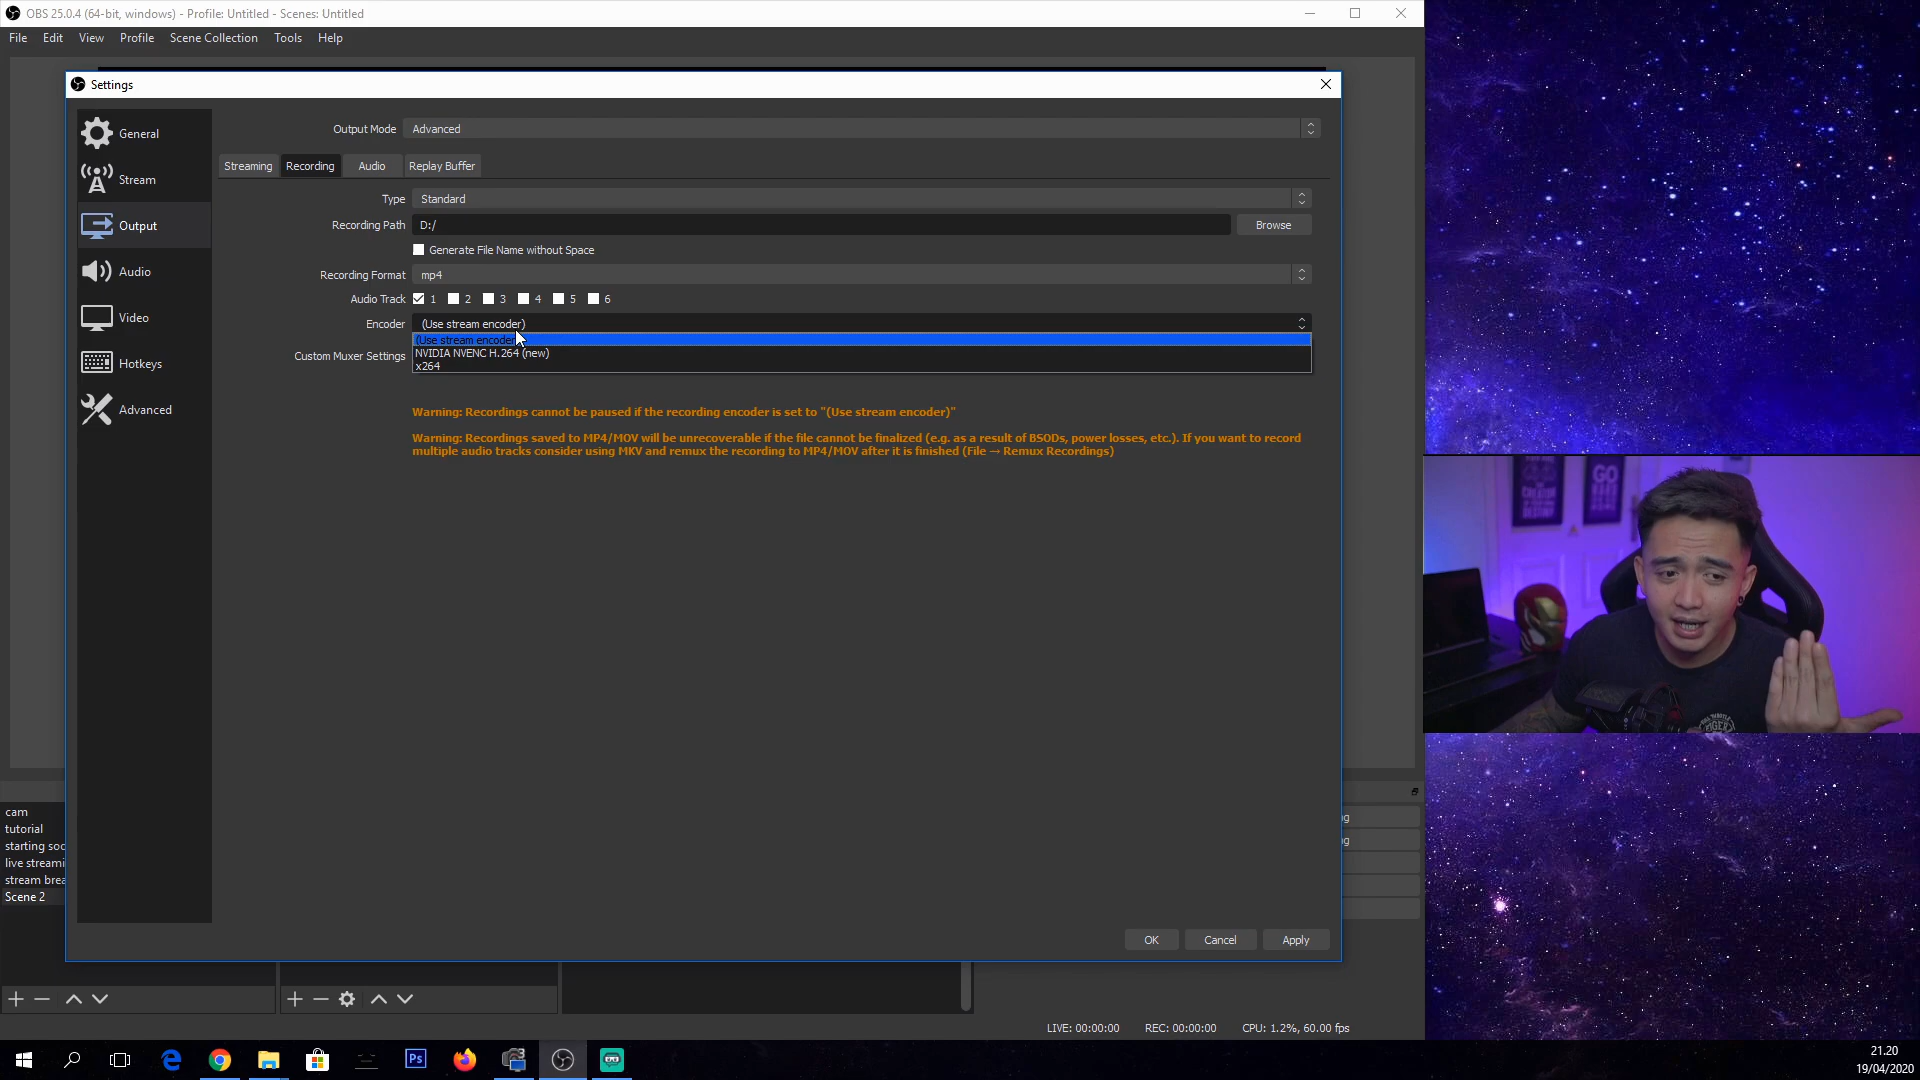 OBS 25.0.4 (64-bit, windows) - Profile: Untitled - Scenes: Untitled
File Edit View Profile Scene Collection Tools Help
Settings
General
Stream
Output
Audio
Video
Hotkeys
Advanced
Output Mode Advanced
Streaming Recording Audio Replay Buffer
Type Standard
Recording Path D:/ Browse
Generate File Name without Space
Recording Format mp4
Audio Track 1 2 3 4 5 6
Encoder (Use stream encoder)
(Use stream encoder
NVIDIA NVENC H.264 (new)
x264
Custom Muxer Settings
Warning: Recordings cannot be paused if the recording encoder is set to "(Use stream encoder)"
Warning: Recordings saved to MP4/MOV will be unrecoverable if the file cannot be finalized (e.g. as a result of BSODs, power losses, etc.). If you want to record
multiple audio tracks consider using MKV and remux the recording to MP4/MOV after it is finished (File → Remux Recordings)
OK Cancel Apply
cam
tutorial
starting soo
live streami
stream brea
Scene 2
LIVE: 00:00:00 REC: 00:00:00 CPU: 1.2%, 60.00 fps
Ps
21.20
19/04/2020